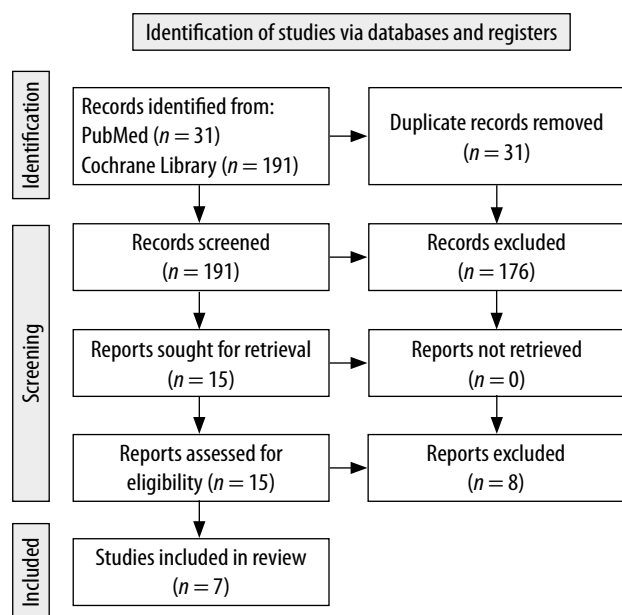 Identification of studies via databases and registers
Identification
Records identified from:
PubMed (n = 31)
Cochrane Library (n = 191)
Duplicate records removed
(n = 31)
Screening
Records screened
(n = 191)
Records excluded
(n = 176)
Reports sought for retrieval
(n = 15)
Reports not retrieved
(n = 0)
Reports assessed for
eligibility (n = 15)
Reports excluded
(n = 8)
Included
Studies included in review
(n = 7)